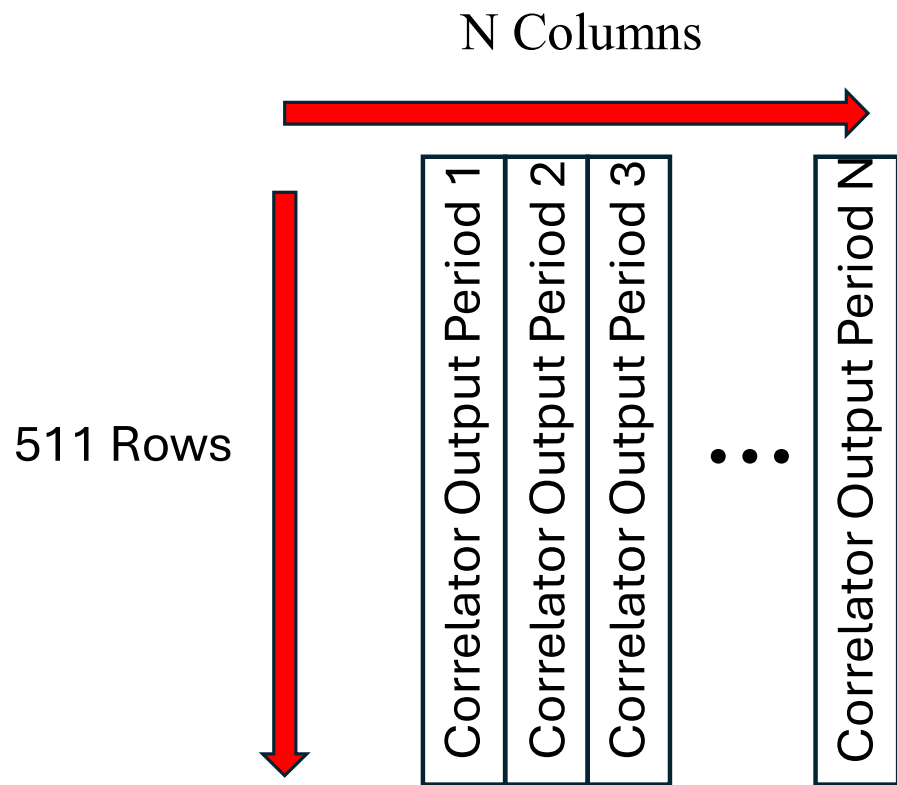 N Columns
511 Rows
Correlator Output Period 1
Correlator Output Period 2
Correlator Output Period 3
...
Correlator Output Period N